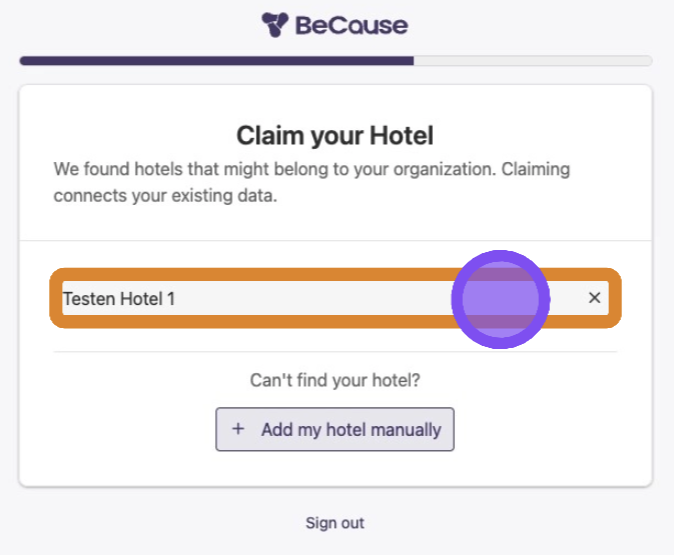 BeCause
Claim your Hotel
We found hotels that might belong to your organization. Claiming
connects your existing data.
Testen Hotel 1 ×
Can't find your hotel?
+ Add my hotel manually
Sign out